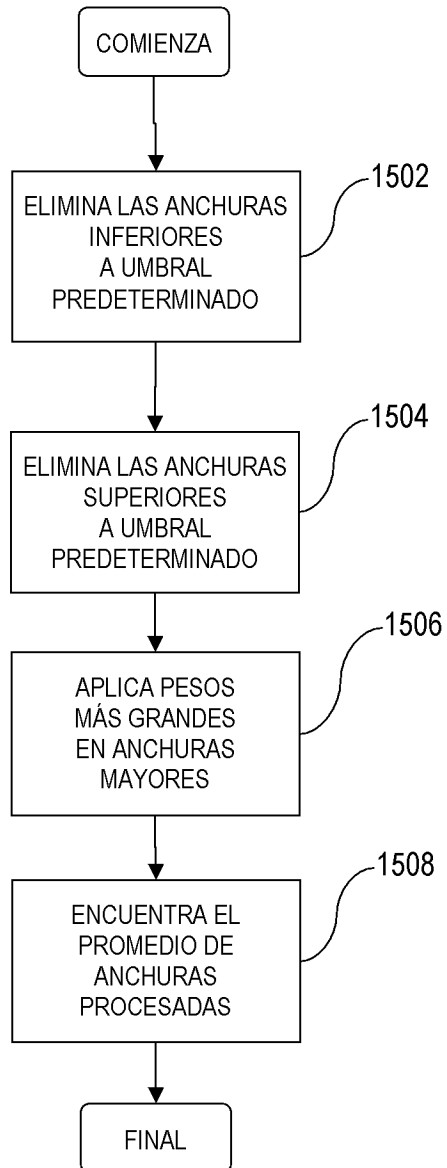 COMIENZA
1502
ELIMINA LAS ANCHURAS
INFERIORES
A UMBRAL
PREDETERMINADO
1504
ELIMINA LAS ANCHURAS
SUPERIORES
A UMBRAL
PREDETERMINADO
1506
APLICA PESOS
MÁS GRANDES
EN ANCHURAS
MAYORES
1508
ENCUENTRA EL
PROMEDIO DE
ANCHURAS
PROCESADAS
FINAL